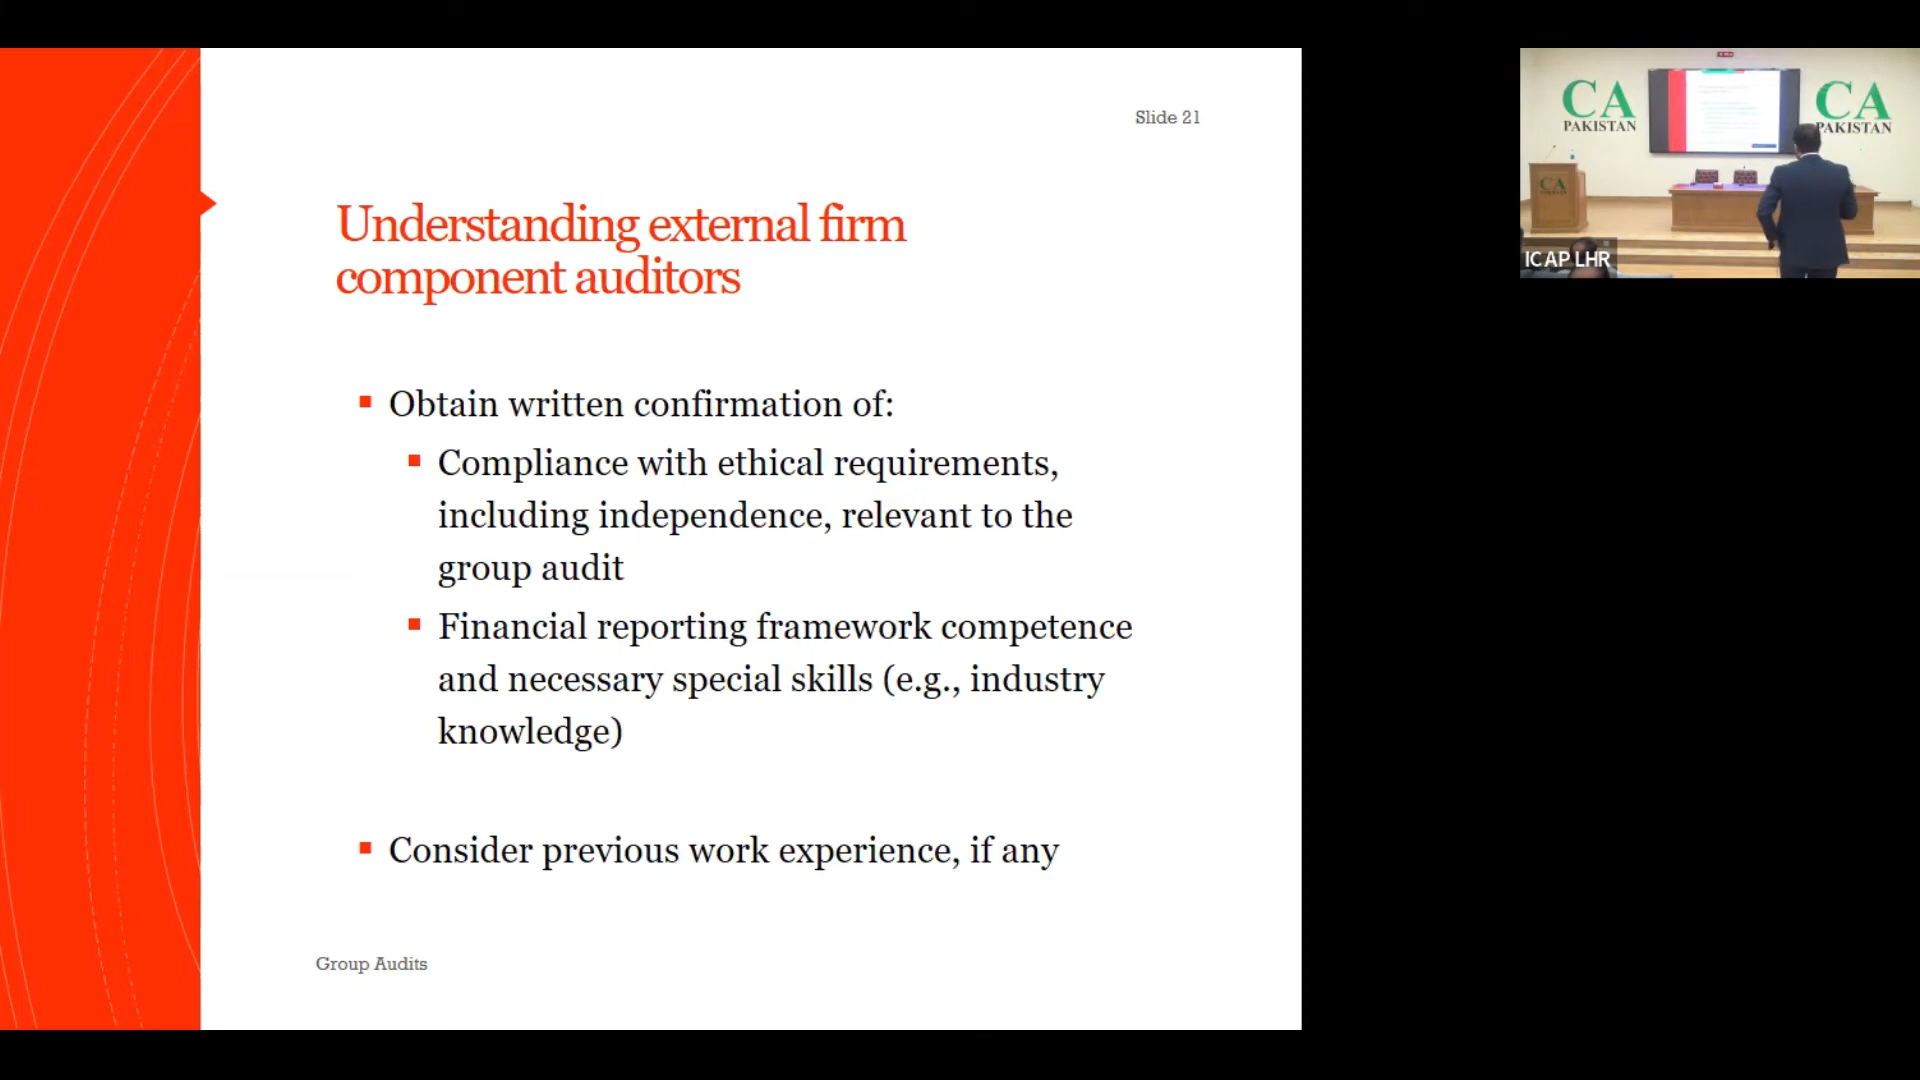 Slide 21
Understanding external firm
component auditors
Obtain written confirmation of:
Compliance with ethical requirements,
including independence, relevant to the
group audit
Financial reporting framework competence
and necessary special skills (e.g., industry
knowledge)
Consider previous work experience, if any
Group Audits
CA
PAKISTAN
CA
PAKISTAN
CA
ICAP LHR